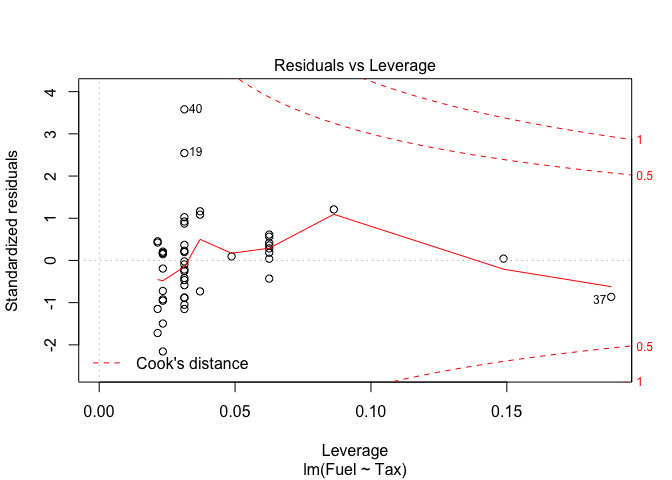 Residuals vs Leverage
Standardized residuals
4
3
2
1
0
-1
-2
40
19
37
1
0.5
0.5
1
Cook's distance
0.00 0.05 0.10 0.15
Leverage
lm(Fuel ~ Tax)